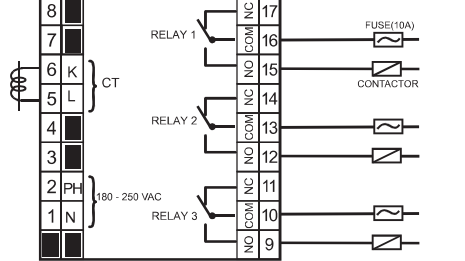 8 NC 17
7 RELAY 1 COM 16 FUSE(10A)
6 K NO 15
CT CONTACTOR
5 L NC 14
4 RELAY 2 COM 13
3 NO 12
2 PH NC 11
180 - 250 VAC
1 N RELAY 3 COM 10
NO 9